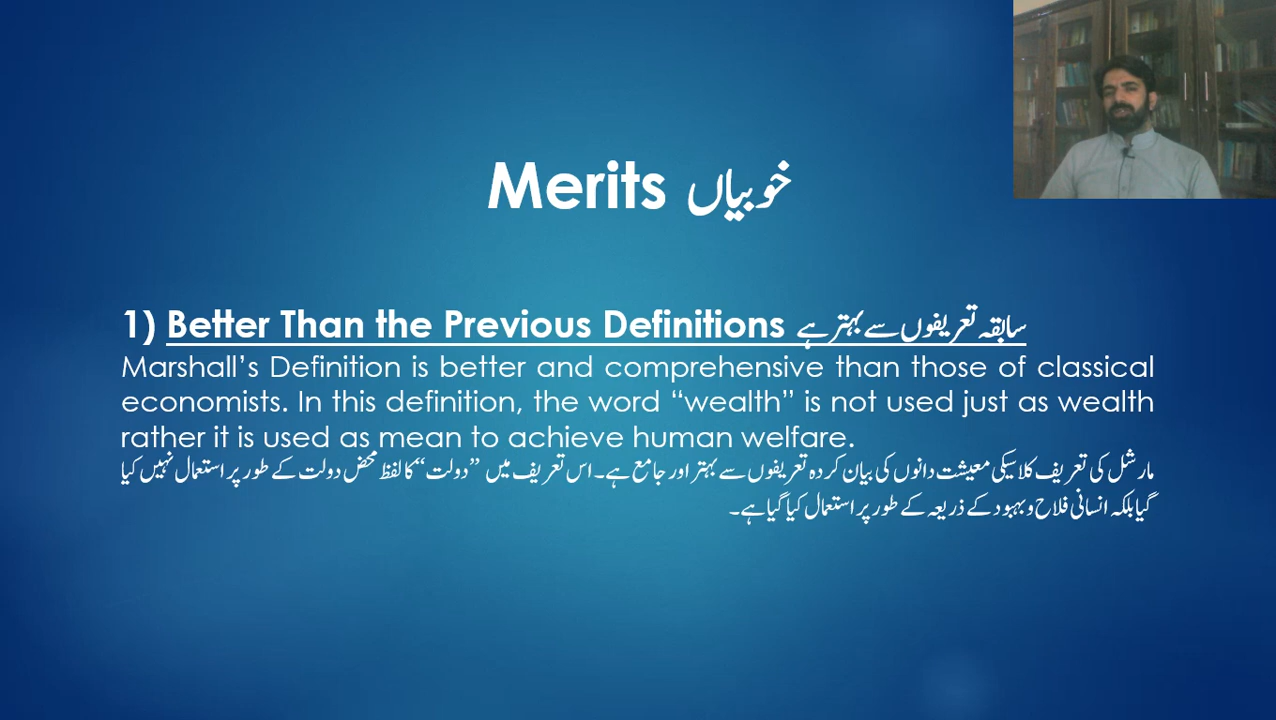 Merits خوبیاں
1) Better Than the Previous Definitions سابقہ تعریفوں سے بہتر ہے
Marshall’s Definition is better and comprehensive than those of classical
economists. In this definition, the word “wealth” is not used just as wealth
rather it is used as mean to achieve human welfare.
مارشل کی تعریف کلاسیکی معیشت دانوں کی بیان کردہ تعریفوں سے بہتر اور جامع ہے۔ اس تعریف میں ”دولت“ کا لفظ محض دولت کے طور پر استعمال نہیں کیا
گیا بلکہ انسانی فلاح و بہبود کے ذریعہ کے طور پر استعمال کیا گیا ہے۔